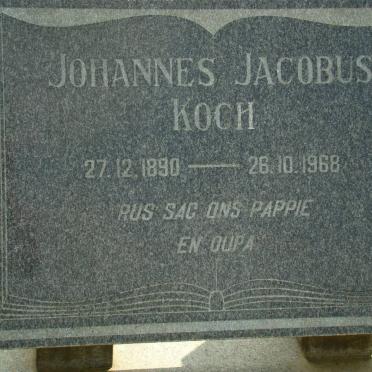 JOHANNES JACOBUS
KOCH
27.12.1890 — 26.10.1968
RUS SAG ONS PAPPIE
EN OUPA